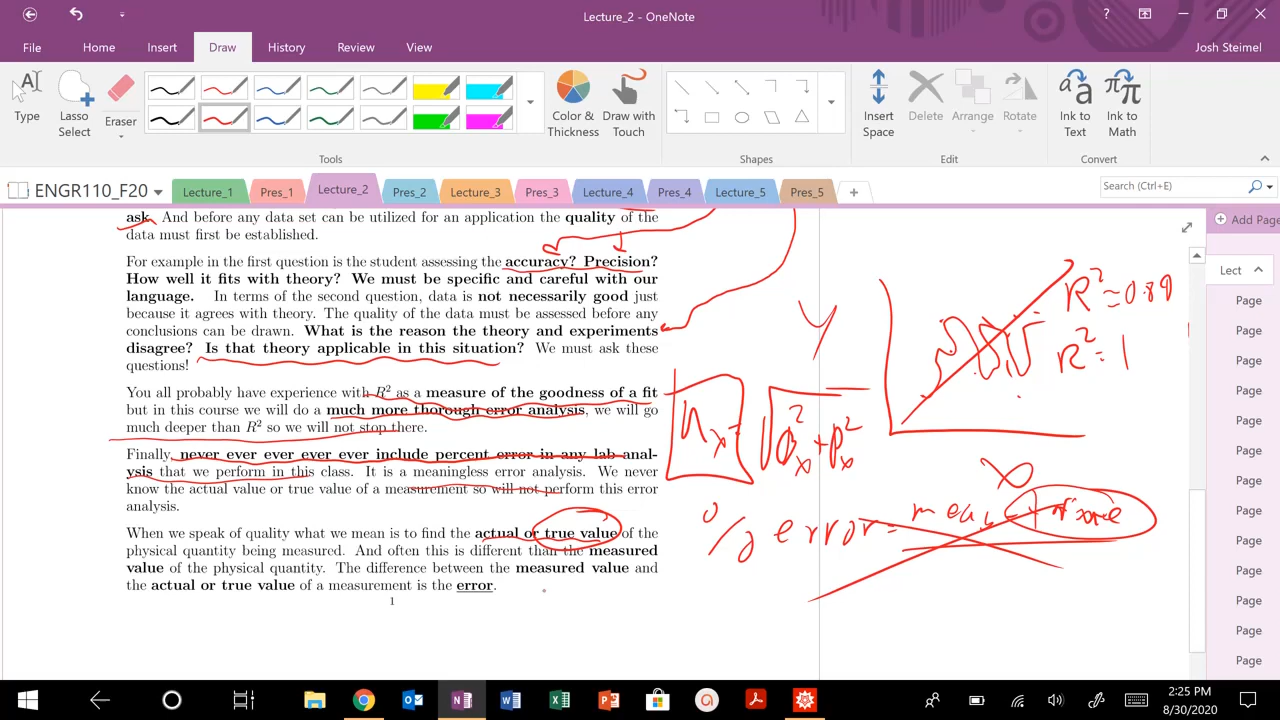 Lecture_2 - OneNote
File Home Insert Draw History Review View Josh Steimel
Type Lasso Select Eraser Color & Thickness Draw with Touch Insert Space Delete Arrange Rotate Ink to Text Ink to Math
Tools Shapes Edit Convert
ENGR110_F20 Lecture_1 Pres_1 Lecture_2 Pres_2 Lecture_3 Pres_3 Lecture_4 Pres_4 Lecture_5 Pres_5 Search (Ctrl+E)
Add Page
ask. And before any data set can be utilized for an application the quality of the
data must first be established.
For example in the first question is the student assessing the accuracy? Precision?
How well it fits with theory? We must be specific and careful with our
language. In terms of the second question, data is not necessarily good just
because it agrees with theory. The quality of the data must be assessed before any
conclusions can be drawn. What is the reason the theory and experiments
disagree? Is that theory applicable in this situation? We must ask these
questions!
You all probably have experience with R² as a measure of the goodness of a fit
but in this course we will do a much more thorough error analysis, we will go
much deeper than R² so we will not stop there.
Finally, never ever ever ever ever include percent error in any lab anal-
ysis that we perform in this class. It is a meaningless error analysis. We never
know the actual value or true value of a measurement so will not perform this error
analysis.
When we speak of quality what we mean is to find the actual or true value of the
physical quantity being measured. And often this is different than the measured
value of the physical quantity. The difference between the measured value and
the actual or true value of a measurement is the error.
1
y
R² ≈ 0.89
R² = 1
x
% error =
Lect
Page
Page
Page
Page
Page
Page
Page
Page
Page
Page
Page
Page
Page
2:25 PM
8/30/2020